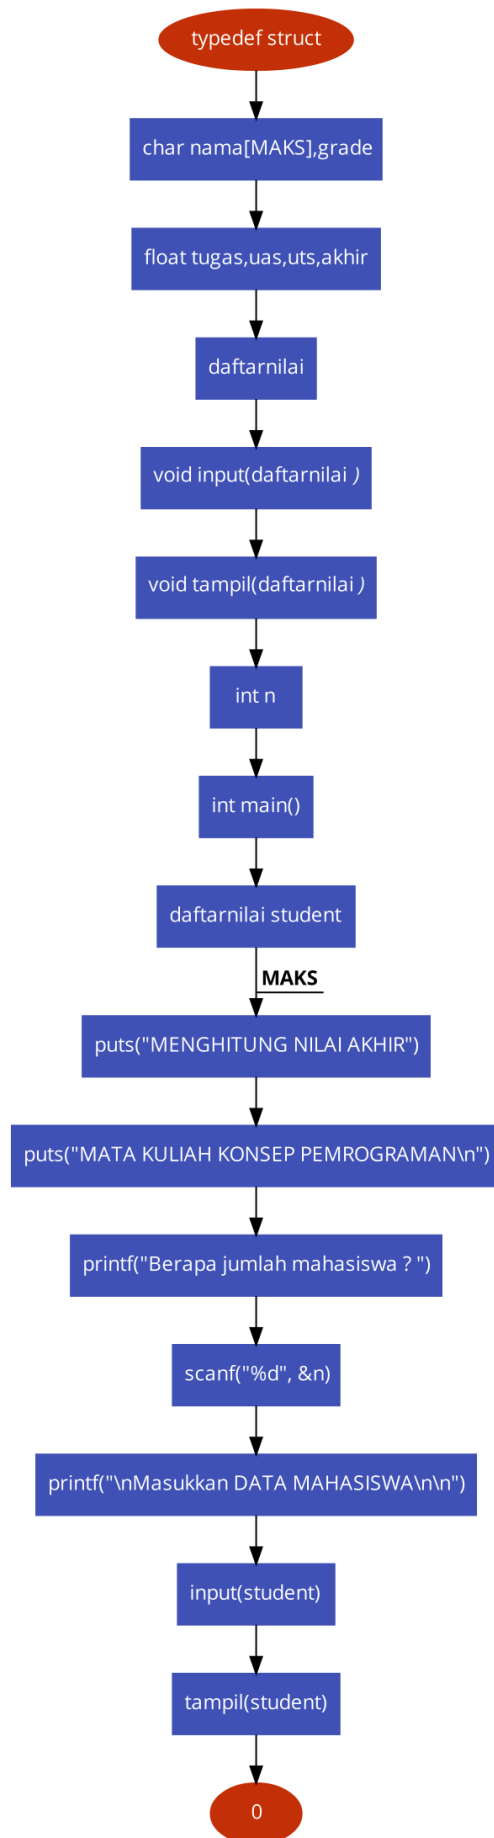 typedef struct
char nama[MAKS],grade
float tugas,uas,uts,akhir
daftarnilai
void input(daftarnilai )
void tampil(daftarnilai )
int n
int main()
daftarnilai student
MAKS
puts("MENGHITUNG NILAI AKHIR")
puts("MATA KULIAH KONSEP PEMROGRAMAN\n")
printf("Berapa jumlah mahasiswa ? ")
scanf("%d", &n)
printf("\nMasukkan DATA MAHASISWA\n\n")
input(student)
tampil(student)
0